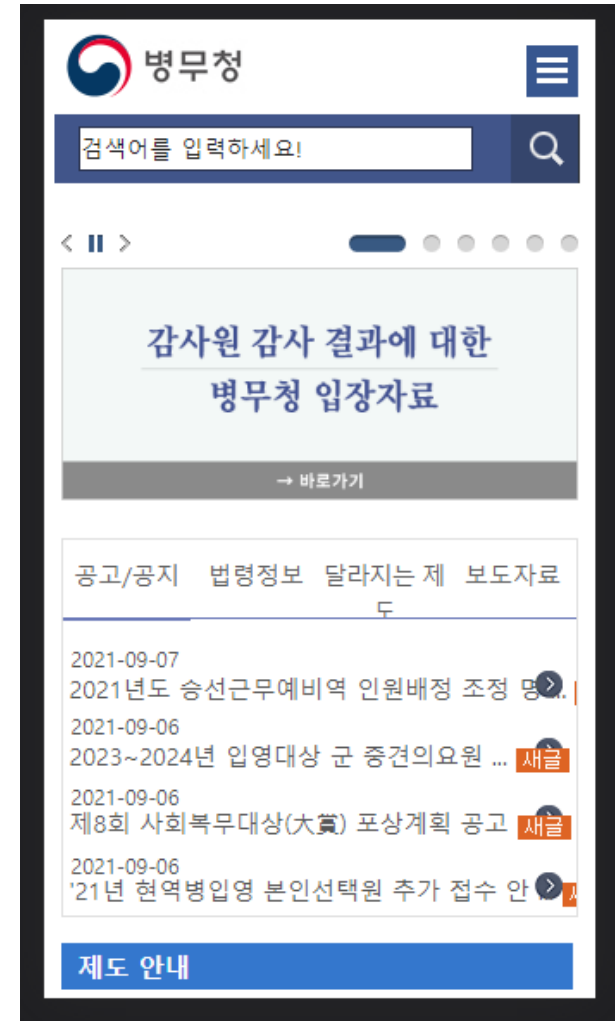 병무청
검색어를 입력하세요!
감사원 감사 결과에 대한
병무청 입장자료
→ 바로가기
공고/공지 법령정보 달라지는 제도 보도자료
2021-09-07
2021년도 승선근무예비역 인원배정 조정 명...
2021-09-06
2023~2024년 입영대상 군 중견의요원 ... 새글
2021-09-06
제8회 사회복무대상(大賞) 포상계획 공고 새글
2021-09-06
'21년 현역병입영 본인선택원 추가 접수 안 ...
제도 안내